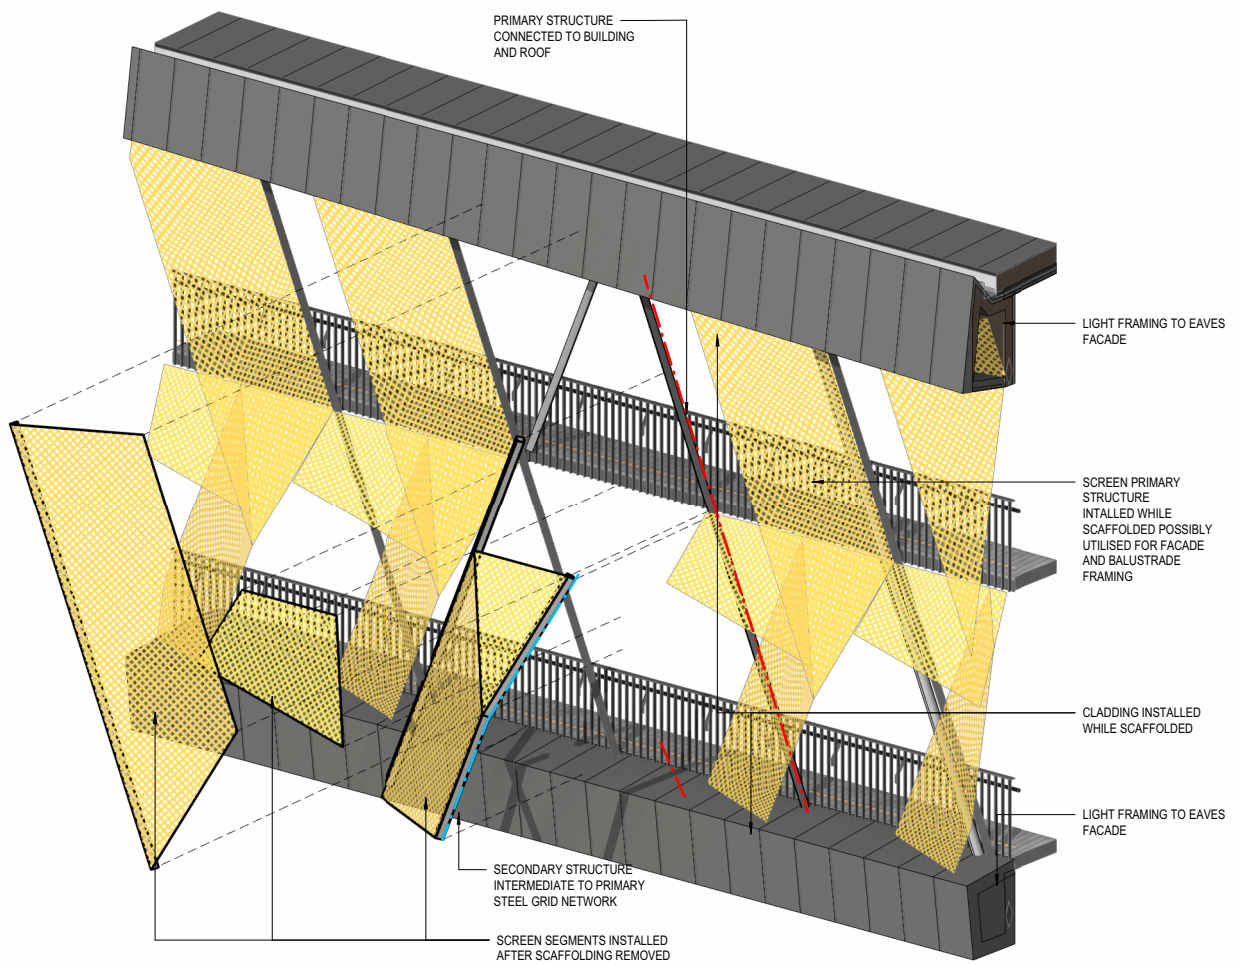 PRIMARY STRUCTURE
CONNECTED TO BUILDING
AND ROOF
LIGHT FRAMING TO EAVES
FACADE
SCREEN PRIMARY
STRUCTURE
INTALLED WHILE
SCAFFOLDED POSSIBLY
UTILISED FOR FACADE
AND BALUSTRADE
FRAMING
CLADDING INSTALLED
WHILE SCAFFOLDED
LIGHT FRAMING TO EAVES
FACADE
SECONDARY STRUCTURE
INTERMEDIATE TO PRIMARY
STEEL GRID NETWORK
SCREEN SEGMENTS INSTALLED
AFTER SCAFFOLDING REMOVED